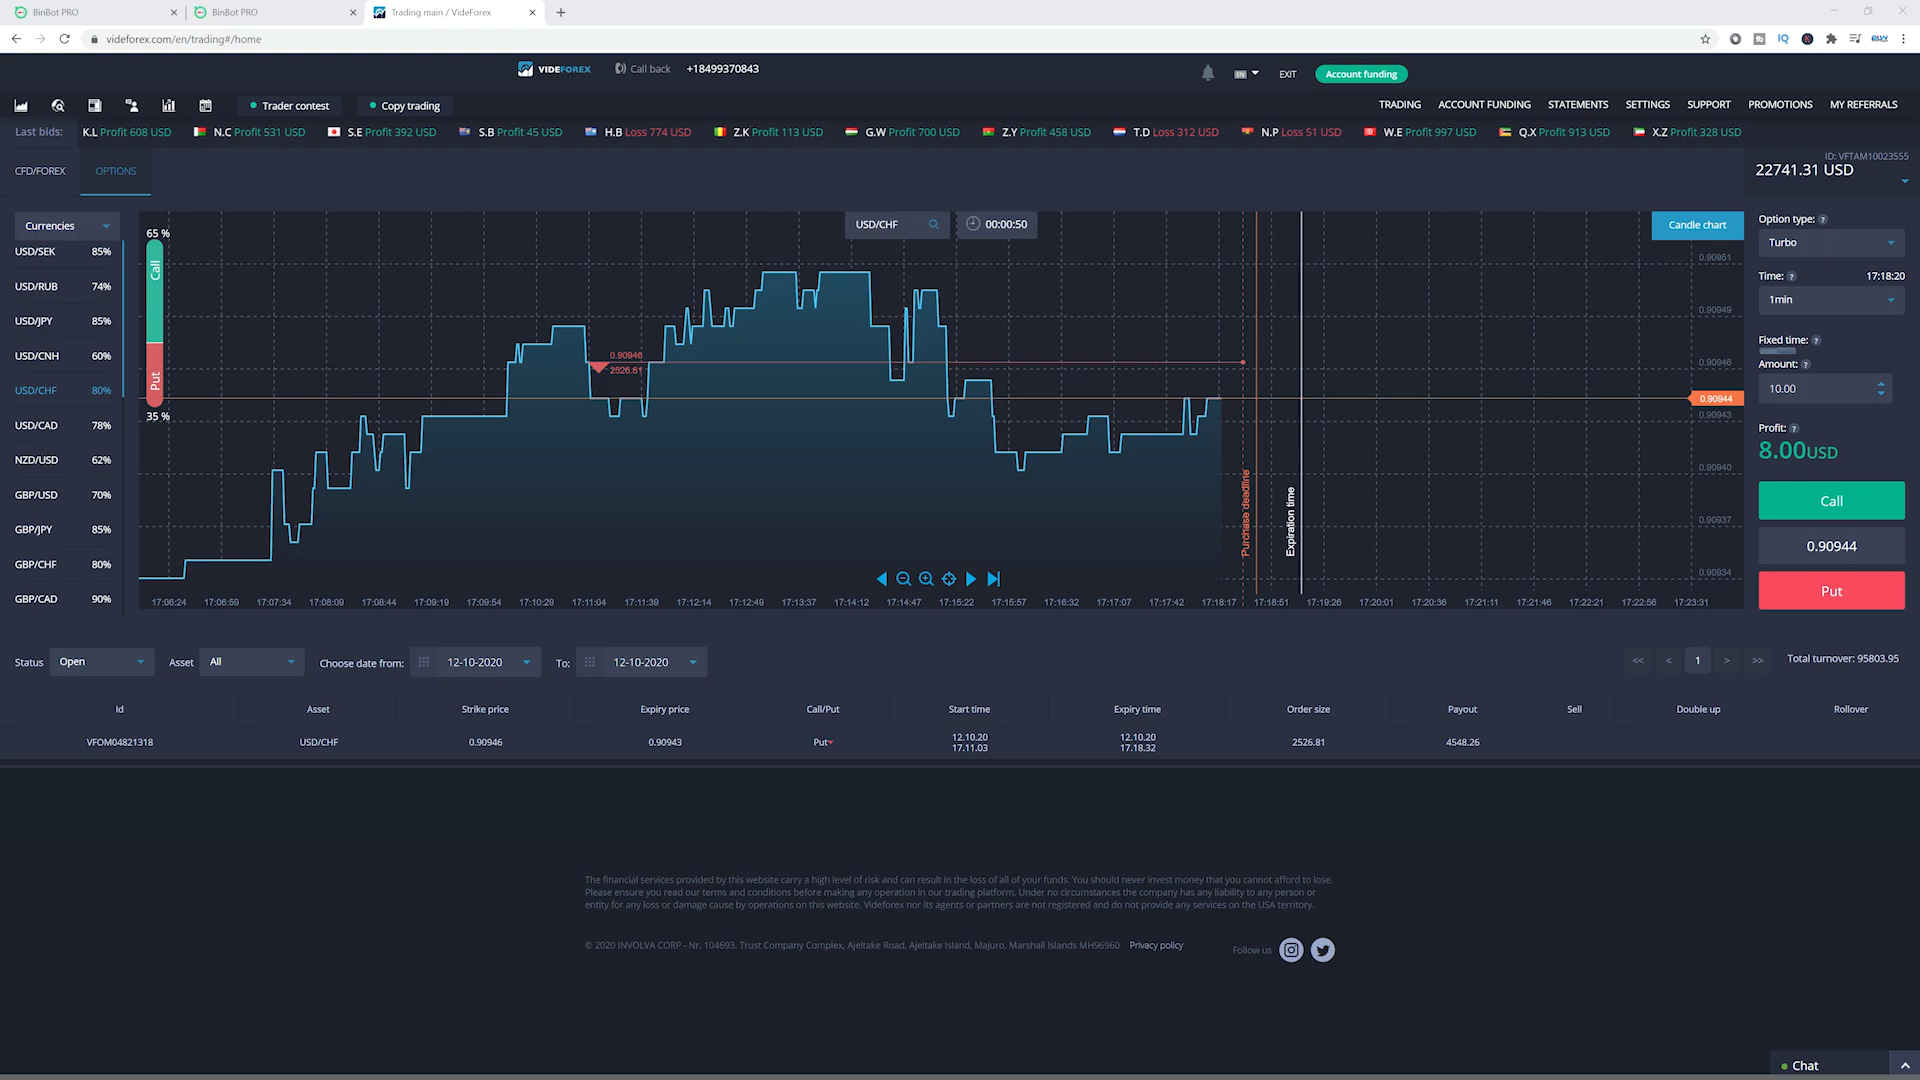 BinBot PRO
BinBot PRO
Trading main / VideForex
videforex.com/en/trading#/home
VIDEFOREX
Call back
+18499370843
EN
EXIT
Account funding
Trader contest
Copy trading
TRADING
ACCOUNT FUNDING
STATEMENTS
SETTINGS
SUPPORT
PROMOTIONS
MY REFERRALS
Last bids:
K.L Profit 608 USD
N.C Profit 531 USD
S.E Profit 392 USD
S.B Profit 45 USD
H.B Loss 774 USD
Z.K Profit 113 USD
G.W Profit 700 USD
Z.Y Profit 458 USD
T.D Loss 312 USD
N.P Loss 51 USD
W.E Profit 997 USD
Q.X Profit 913 USD
X.Z Profit 328 USD
CFD/FOREX
OPTIONS
ID: VFTAM10023555
22741.31 USD
Currencies
USD/SEK 85%
USD/RUB 74%
USD/JPY 85%
USD/CNH 60%
USD/CHF 80%
USD/CAD 78%
NZD/USD 62%
GBP/USD 70%
GBP/JPY 85%
GBP/CHF 80%
GBP/CAD 90%
65 %
Call
Put
35 %
USD/CHF
00:00:50
Candle chart
0.90946
2526.81
Purchase deadline
Expiration time
0.90951
0.90949
0.90946
0.90944
0.90943
0.90940
0.90937
0.90934
17:06:24 17:06:59 17:07:34 17:08:09 17:08:44 17:09:19 17:09:54 17:10:29 17:11:04 17:11:39 17:12:14 17:12:49 17:13:37 17:14:12 17:14:47 17:15:22 17:15:57 17:16:32 17:17:07 17:17:42 17:18:17 17:18:51 17:19:26 17:20:01 17:20:36 17:21:11 17:21:46 17:22:21 17:22:56 17:23:31
Option type: ?
Turbo
Time: ? 17:18:20
1min
Fixed time: ?
Amount: ?
10.00
Profit: ?
8.00USD
Call
0.90944
Put
Status
Open
Asset
All
Choose date from:
12-10-2020
To:
12-10-2020
<< < 1 > >>
Total turnover: 95803.95
Id Asset Strike price Expiry price Call/Put Start time Expiry time Order size Payout Sell Double up Rollover
VFOM04821318 USD/CHF 0.90946 0.90943 Put 12.10.20 17.11.03 12.10.20 17.18.32 2526.81 4548.26
The financial services provided by this website carry a high level of risk and can result in the loss of all of your funds. You should never invest money that you cannot afford to lose.
Please ensure you read our terms and conditions before making any operation in our trading platform. Under no circumstances the company has any liability to any person or
entity for any loss or damage cause by operations on this website. Videforex nor its agents or partners are not registered and do not provide any services on the USA territory.
© 2020 INVOLVA CORP - Nr. 104693. Trust Company Complex, Ajeltake Road, Ajeltake Island, Majuro, Marshall Islands MH96960 Privacy policy
Follow us
Chat